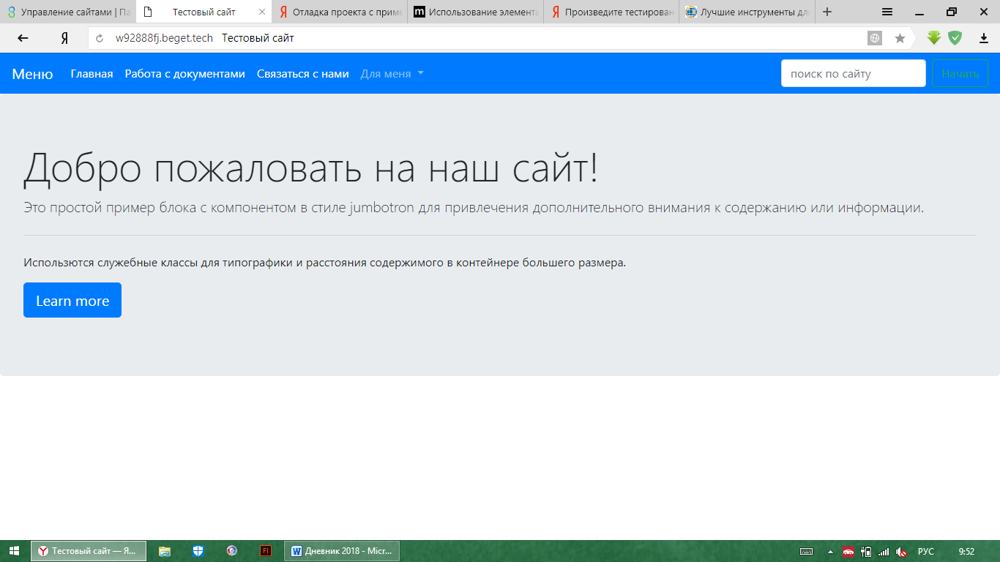 Управление сайтами | Па
Тестовый сайт
Отладка проекта с приме
Использование элемента
Произведите тестирован
Лучшие инструменты для
w92888fj.beget.tech Тестовый сайт
Меню Главная Работа с документами Связаться с нами Для меня поиск по сайту Начать
Добро пожаловать на наш сайт!
Это простой пример блока с компонентом в стиле jumbotron для привлечения дополнительного внимания к содержанию или информации.
Използются служебные классы для типографики и расстояния содержимого в контейнере большего размера.
Learn more
Тестовый сайт — Я...
Fl
Дневник 2018 - Micr...
РУС
9:52